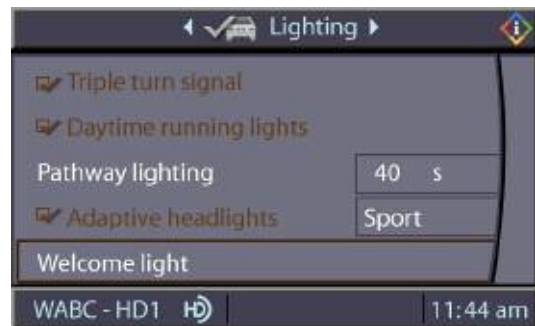 Lighting
Triple turn signal
Daytime running lights
Pathway lighting 40 s
Adaptive headlights Sport
Welcome light
WABC - HD1 HD 11:44 am